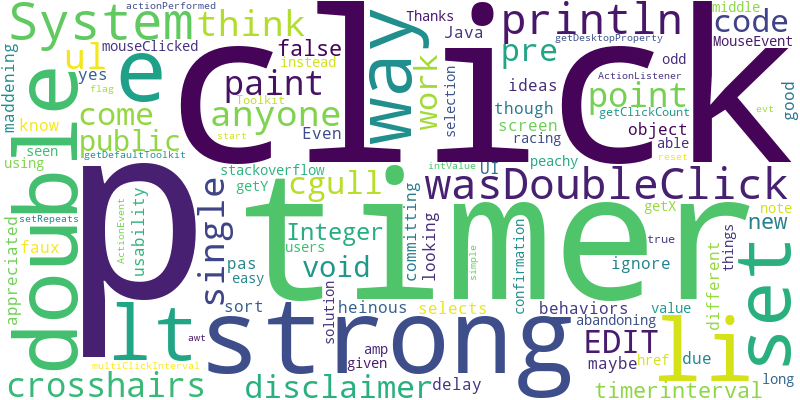 actionPerformed
Thanks
middle
System
think
click
println
code
mouseClicked
false
Java
getDesktopProperty
MouseEvent
ul
e
instead
way
work
pre
odd
maddening
yes
paint
ideas
ActionListener
flag
Toolkit
selection
point
getClickCount
good
come
anyone
Even
though
know
start
screen
object
able
evt
public
racing
using
seen
getDefaultToolkit
stackoverflow
peachy
reset
double
p
single
getY
cgull
timer
intValue
UI
wasDoubleClick
setRepeats
ActionEvent
usability
Integer
committing
looking
getX
note
appreciated
faux
users
true
new
pas
void
simple
confirmation
ignore
different
things
set
easy
lt
sort
solution
heinous
selects
behaviors
value
strong
abandoning
li
EDIT
amp
maybe
href
due
awt
given
multiClickInterval
crosshairs
disclaimer
delay
timerinterval
long